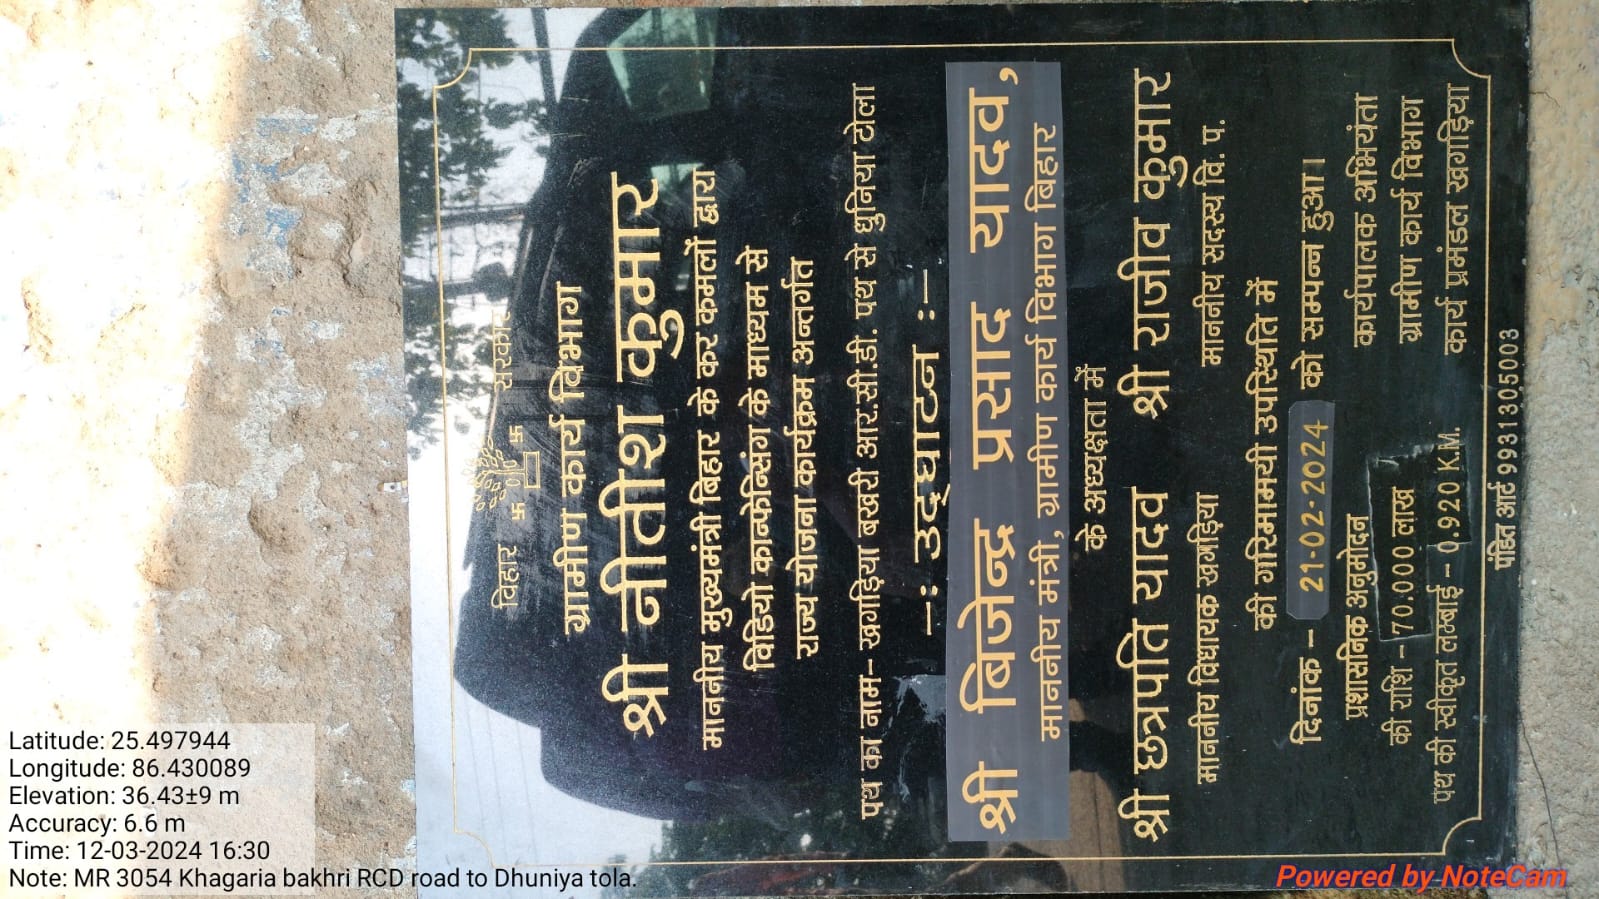 बिहार सरकार
ग्रामीण कार्य विभाग
श्री नीतीश कुमार
माननीय मुख्यमंत्री बिहार के कर कमलों द्वारा
विडियो कान्फेन्सिंग के माध्यम से
राज्य योजना कार्यक्रम अन्तर्गत
पथ का नाम- खगड़िया बखरी आर.सी.डी. पथ से धुनिया टोला
-: उद्घाटन :-
श्री बिजेन्द्र प्रसाद यादव,
माननीय मंत्री, ग्रामीण कार्य विभाग बिहार
के अध्यक्षता में
श्री छत्रपति यादव श्री राजीव कुमार
माननीय विधायक खगड़िया माननीय सदस्य वि. प.
की गरिमामयी उपस्थिति में
दिनांक - 21-02-2024 को सम्पन्न हुआ।
प्रशासनिक अनुमोदन कार्यपालक अभियंता
की राशि - 70.000 लाख ग्रामीण कार्य विभाग
पथ की स्वीकृत लम्बाई - 0.920 K.M. कार्य प्रमंडल खगड़िया
पंडित आर्ट 9931305003
Latitude: 25.497944
Longitude: 86.430089
Elevation: 36.43±9 m
Accuracy: 6.6 m
Time: 12-03-2024 16:30
Note: MR 3054 Khagaria bakhri RCD road to Dhuniya tola.
Powered by NoteCam